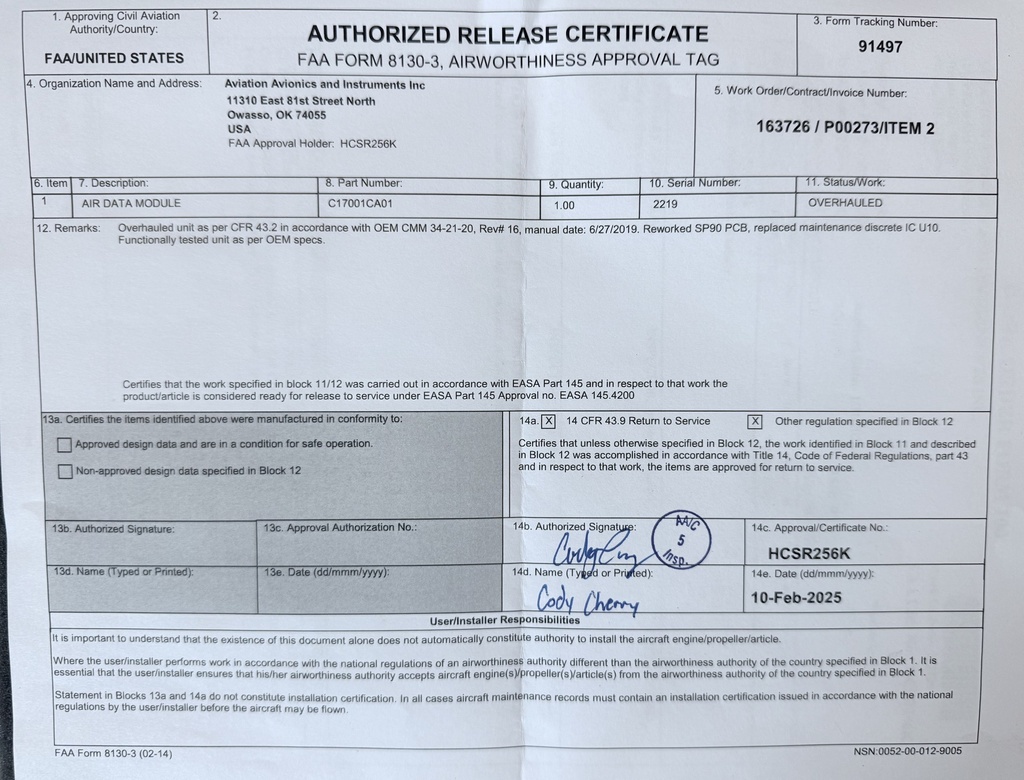 1. Approving Civil Aviation
Authority/Country:
FAA/UNITED STATES
2.
AUTHORIZED RELEASE CERTIFICATE
FAA FORM 8130-3, AIRWORTHINESS APPROVAL TAG
3. Form Tracking Number:
91497
4. Organization Name and Address:
Aviation Avionics and Instruments Inc
11310 East 81st Street North
Owasso, OK 74055
USA
FAA Approval Holder: HCSR256K
5. Work Order/Contract/Invoice Number:
163726 / P00273/ITEM 2
6. Item 7. Description: 8. Part Number: 9. Quantity: 10. Serial Number: 11. Status/Work:
1 AIR DATA MODULE C17001CA01 1.00 2219 OVERHAULED
12. Remarks: Overhauled unit as per CFR 43.2 in accordance with OEM CMM 34-21-20, Rev# 16, manual date: 6/27/2019. Reworked SP90 PCB, replaced maintenance discrete IC U10.
Functionally tested unit as per OEM specs.
Certifies that the work specified in block 11/12 was carried out in accordance with EASA Part 145 and in respect to that work the
product/article is considered ready for release to service under EASA Part 145 Approval no. EASA 145.4200
13a. Certifies the items identified above were manufactured in conformity to:
Approved design data and are in a condition for safe operation.
Non-approved design data specified in Block 12
14a. X 14 CFR 43.9 Return to Service X Other regulation specified in Block 12
Certifies that unless otherwise specified in Block 12, the work identified in Block 11 and described
in Block 12 was accomplished in accordance with Title 14, Code of Federal Regulations, part 43
and in respect to that work, the items are approved for return to service.
13b. Authorized Signature:
13c. Approval Authorization No.:
14b. Authorized Signature:
AAIC
5
Insp.
14c. Approval/Certificate No.:
HCSR256K
13d. Name (Typed or Printed):
13e. Date (dd/mmm/yyyy):
14d. Name (Typed or Printed):
Cody Cherry
14e. Date (dd/mmm/yyyy):
10-Feb-2025
User/Installer Responsibilities
It is important to understand that the existence of this document alone does not automatically constitute authority to install the aircraft engine/propeller/article.
Where the user/installer performs work in accordance with the national regulations of an airworthiness authority different than the airworthiness authority of the country specified in Block 1. It is
essential that the user/installer ensures that his/her airworthiness authority accepts aircraft engine(s)/propeller(s)/article(s) from the airworthiness authority of the country specified in Block 1.
Statement in Blocks 13a and 14a do not constitute installation certification. In all cases aircraft maintenance records must contain an installation certification issued in accordance with the national
regulations by the user/installer before the aircraft may be flown.
FAA Form 8130-3 (02-14)
NSN:0052-00-012-9005